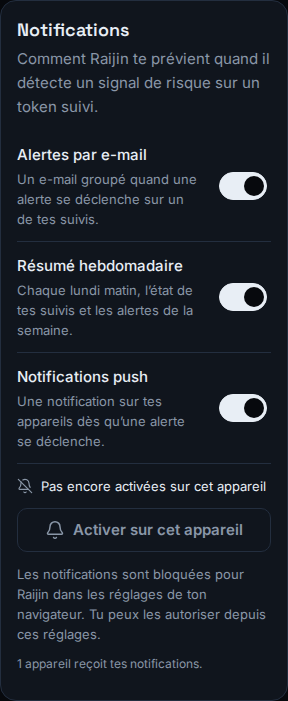 Notifications
Comment Raijin te prévient quand il
détecte un signal de risque sur un
token suivi.
Alertes par e-mail
Un e-mail groupé quand une
alerte se déclenche sur un
de tes suivis.
Résumé hebdomadaire
Chaque lundi matin, l’état de
tes suivis et les alertes de la
semaine.
Notifications push
Une notification sur tes
appareils dès qu’une alerte
se déclenche.
Pas encore activées sur cet appareil
Activer sur cet appareil
Les notifications sont bloquées pour
Raijin dans les réglages de ton
navigateur. Tu peux les autoriser depuis
ces réglages.
1 appareil reçoit tes notifications.